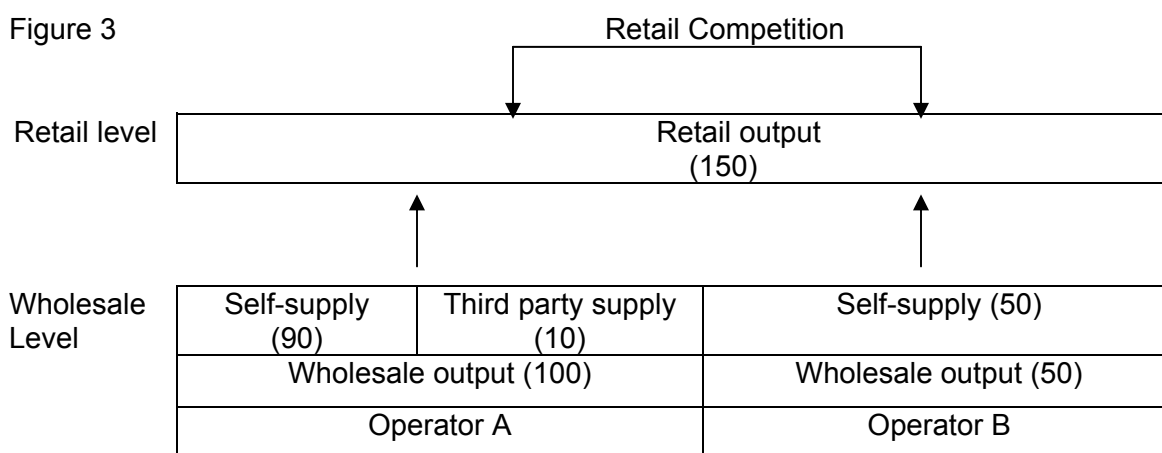 Figure 3
Retail Competition
Retail level
Retail output
(150)
Wholesale
Level
Self-supply
(90)
Third party supply
(10)
Self-supply (50)
Wholesale output (100)
Wholesale output (50)
Operator A
Operator B